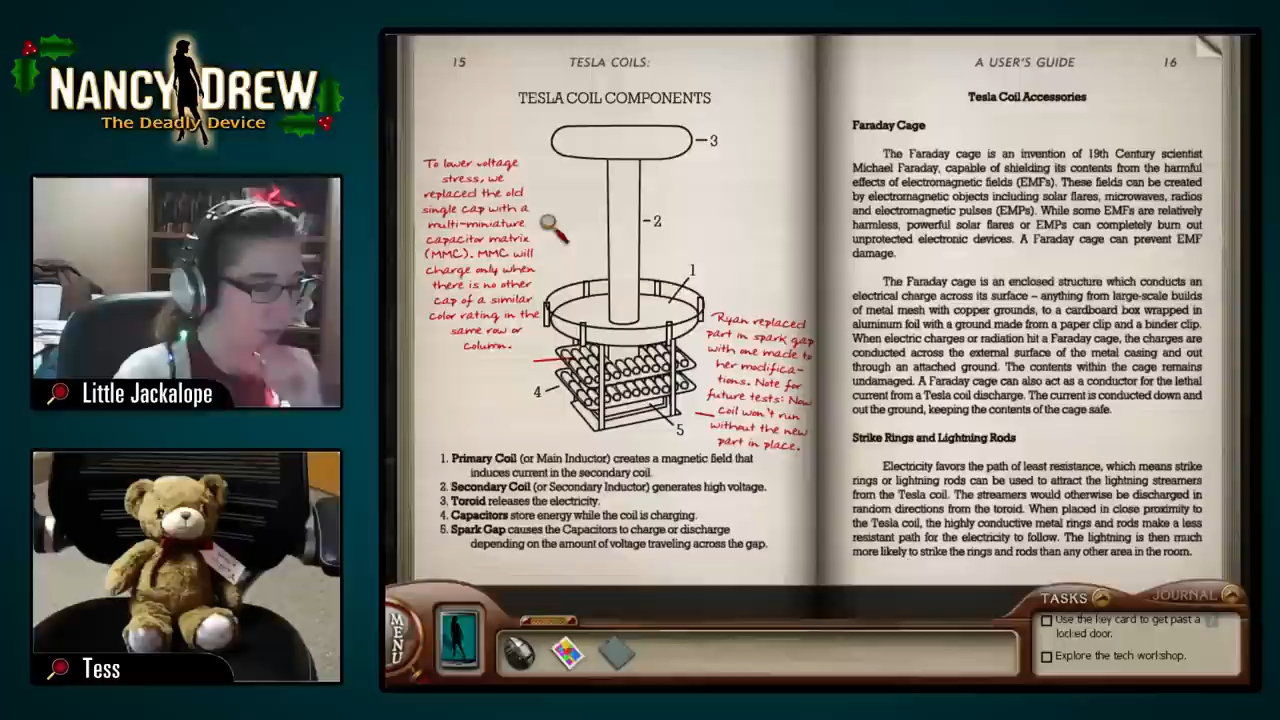 NANCY DREW
The Deadly Device
Little Jackalope
Tess
15
TESLA COILS:
TESLA COIL COMPONENTS
3
2
1
4
5
To lower voltage
stress, we
replaced the old
single cap with a
multi-miniature
capacitor matrix
(MMC). MMC will
charge only when
there is no other
cap of a similar
color rating in the
same row or
column.
Ryan replaced
part in spark gap
with one made to
her modifica-
tions. Note for
future tests: Now
coil won't run
without the new
part in place.
1. Primary Coil (or Main Inductor) creates a magnetic field that
induces current in the secondary coil.
2. Secondary Coil (or Secondary Inductor) generates high voltage.
3. Toroid releases the electricity.
4. Capacitors store energy while the coil is charging.
5. Spark Gap causes the Capacitors to charge or discharge
depending on the amount of voltage traveling across the gap.
A USER'S GUIDE
16
Tesla Coil Accessories
Faraday Cage
The Faraday cage is an invention of 19th Century scientist
Michael Faraday, capable of shielding its contents from the harmful
effects of electromagnetic fields (EMFs). These fields can be created
by electromagnetic objects including solar flares, microwaves, radios
and electromagnetic pulses (EMPs). While some EMFs are relatively
harmless, powerful solar flares or EMPs can completely burn out
unprotected electronic devices. A Faraday cage can prevent EMF
damage.
The Faraday cage is an enclosed structure which conducts an
electrical charge across its surface – anything from large-scale builds
of metal mesh with copper grounds, to a cardboard box wrapped in
aluminum foil with a ground made from a paper clip and a binder clip.
When electric charges or radiation hit a Faraday cage, the charges are
conducted across the external surface of the metal casing and out
through an attached ground. The contents within the cage remains
undamaged. A Faraday cage can also act as a conductor for the lethal
current from a Tesla coil discharge. The current is conducted down and
out the ground, keeping the contents of the cage safe.
Strike Rings and Lightning Rods
Electricity favors the path of least resistance, which means strike
rings or lightning rods can be used to attract the lightning streamers
from the Tesla coil. The streamers would otherwise be discharged in
random directions from the toroid. When placed in close proximity to
the Tesla coil, the highly conductive metal rings and rods make a less
resistant path for the electricity to follow. The lightning is then much
more likely to strike the rings and rods than any other area in the room.
MENU
TASKS
JOURNAL
Use the key card to get past a
locked door.
Explore the tech workshop.